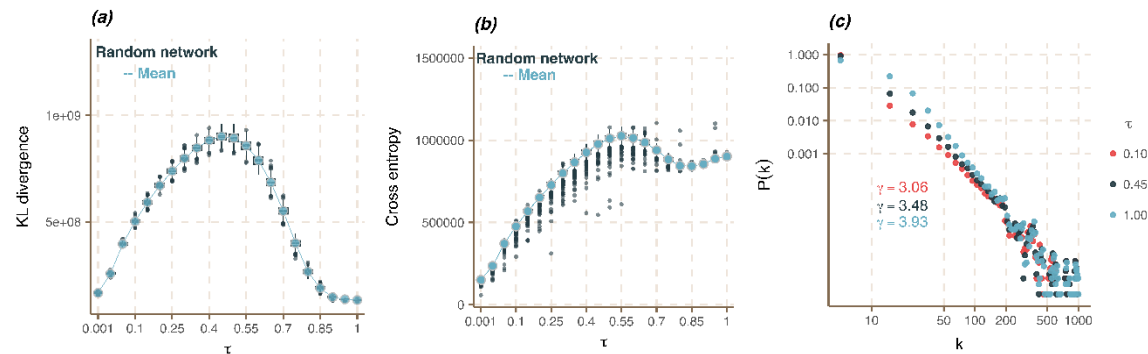 (a)
Random network
-- Mean
KL divergence
1e+09
5e+08
0.001 0.1 0.25 0.4 0.55 0.7 0.85 1
τ
(b)
Random network
-- Mean
Cross entropy
1500000
1000000
500000
0
0.001 0.1 0.25 0.4 0.55 0.7 0.85 1
τ
(c)
P(k)
1.000
0.100
0.010
0.001
γ = 3.06
γ = 3.48
γ = 3.93
10 50 100 200 500 1000
k
τ
0.10
0.45
1.00